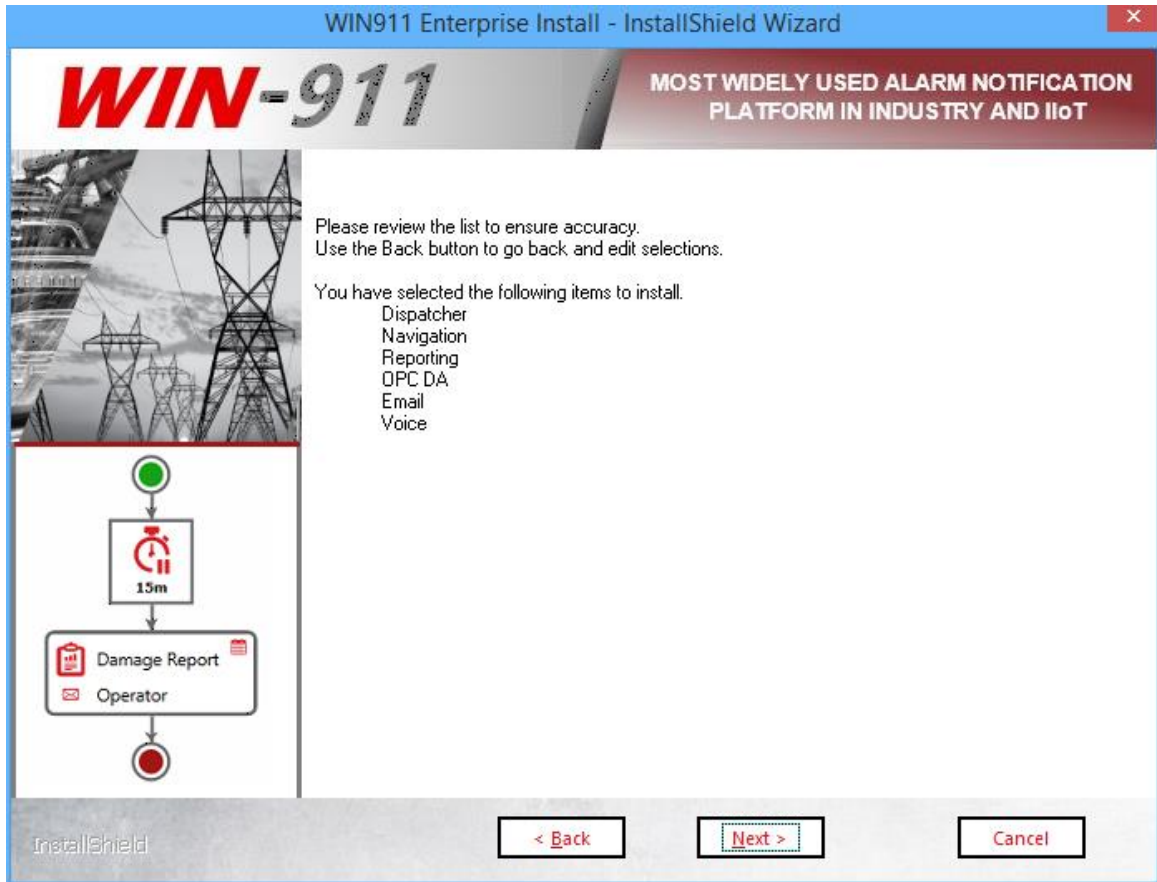 WIN911 Enterprise Install - InstallShield Wizard
WIN-911
MOST WIDELY USED ALARM NOTIFICATION
PLATFORM IN INDUSTRY AND IIoT
Please review the list to ensure accuracy.
Use the Back button to go back and edit selections.
You have selected the following items to install.
Dispatcher
Navigation
Reporting
OPC DA
Email
Voice
15m
Damage Report
Operator
InstallShield
< Back
Next >
Cancel